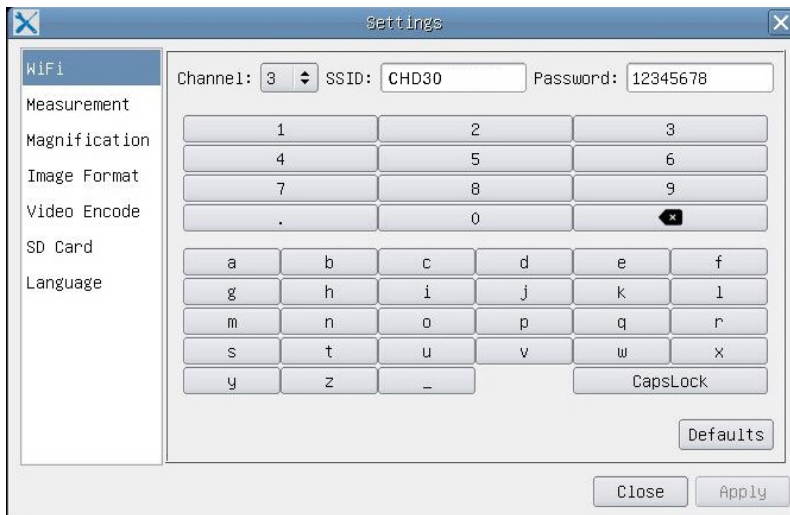 Settings
WiFi
Measurement
Magnification
Image Format
Video Encode
SD Card
Language
Channel: 3 SSID: CHD30 Password: 12345678
1 2 3
4 5 6
7 8 9
. 0
a b c d e f
g h i j k l
m n o p q r
s t u v w x
y z _ CapsLock
Defaults
Close Apply